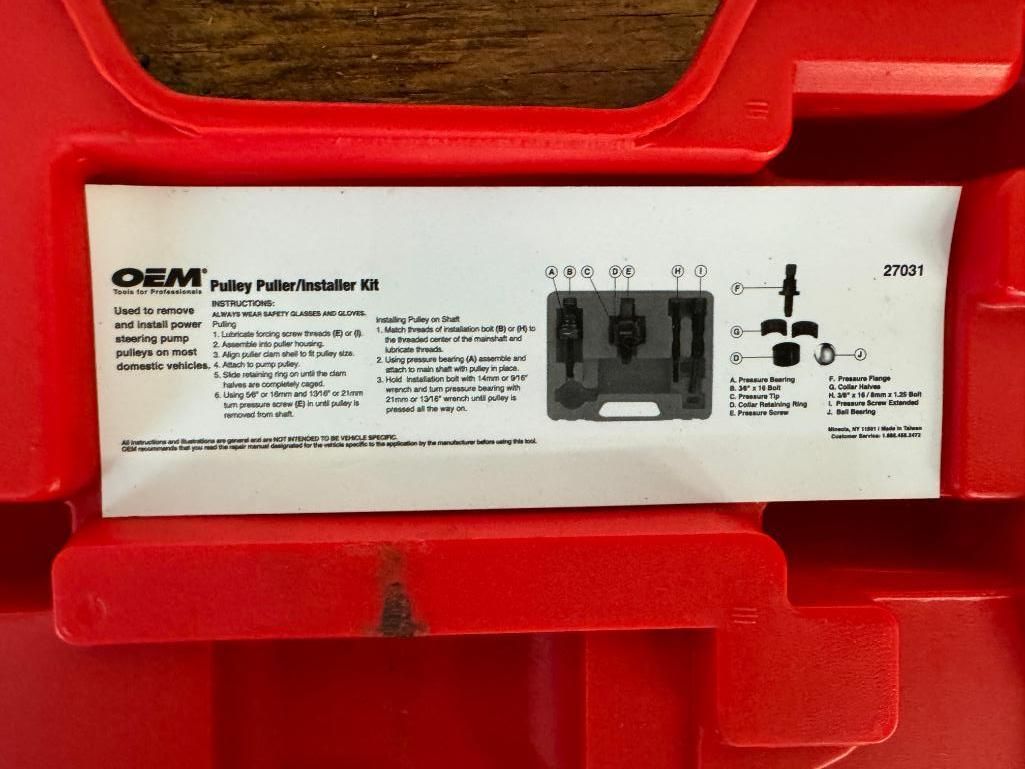 OEM®
Tools for Professionals
Pulley Puller/Installer Kit
27031
Used to remove
and install power
steering pump
pulleys on most
domestic vehicles.
INSTRUCTIONS:
ALWAYS WEAR SAFETY GLASSES AND GLOVES.
Pulling
1. Lubricate forcing screw threads (E) or (I).
2. Assemble into puller housing.
3. Align puller clam shell to fit pulley size.
4. Attach to pump pulley.
5. Slide retaining ring on until the clam
halves are completely caged.
6. Using 5⁄8" or 16mm and 13⁄16" or 21mm
turn pressure screw (E) in until pulley is
removed from shaft.
Installing Pulley on Shaft
1. Match threads of installation bolt (B) or (H) to
the threaded center of the mainshaft and
lubricate threads.
2. Using pressure bearing (A) assemble and
attach to main shaft with pulley in place.
3. Hold installation bolt with 14mm or 9⁄16"
wrench and turn pressure bearing with
21mm or 13⁄16" wrench until pulley is
pressed all the way on.
A B C D E H I
F
G
D J
A. Pressure Bearing
B. 3⁄8" x 16 Bolt
C. Pressure Tip
D. Collar Retaining Ring
E. Pressure Screw
F. Pressure Flange
G. Collar Halves
H. 3/8" x 16 / 8mm x 1.25 Bolt
I. Pressure Screw Extended
J. Ball Bearing
All instructions and illustrations are general and are NOT INTENDED TO BE VEHICLE SPECIFIC.
OEM recommends that you read the repair manual designated for the vehicle specific to the application by the manufacturer before using this tool.
Mineola, NY 11501 / Made in Taiwan
Customer Service: 1.866.458.2472